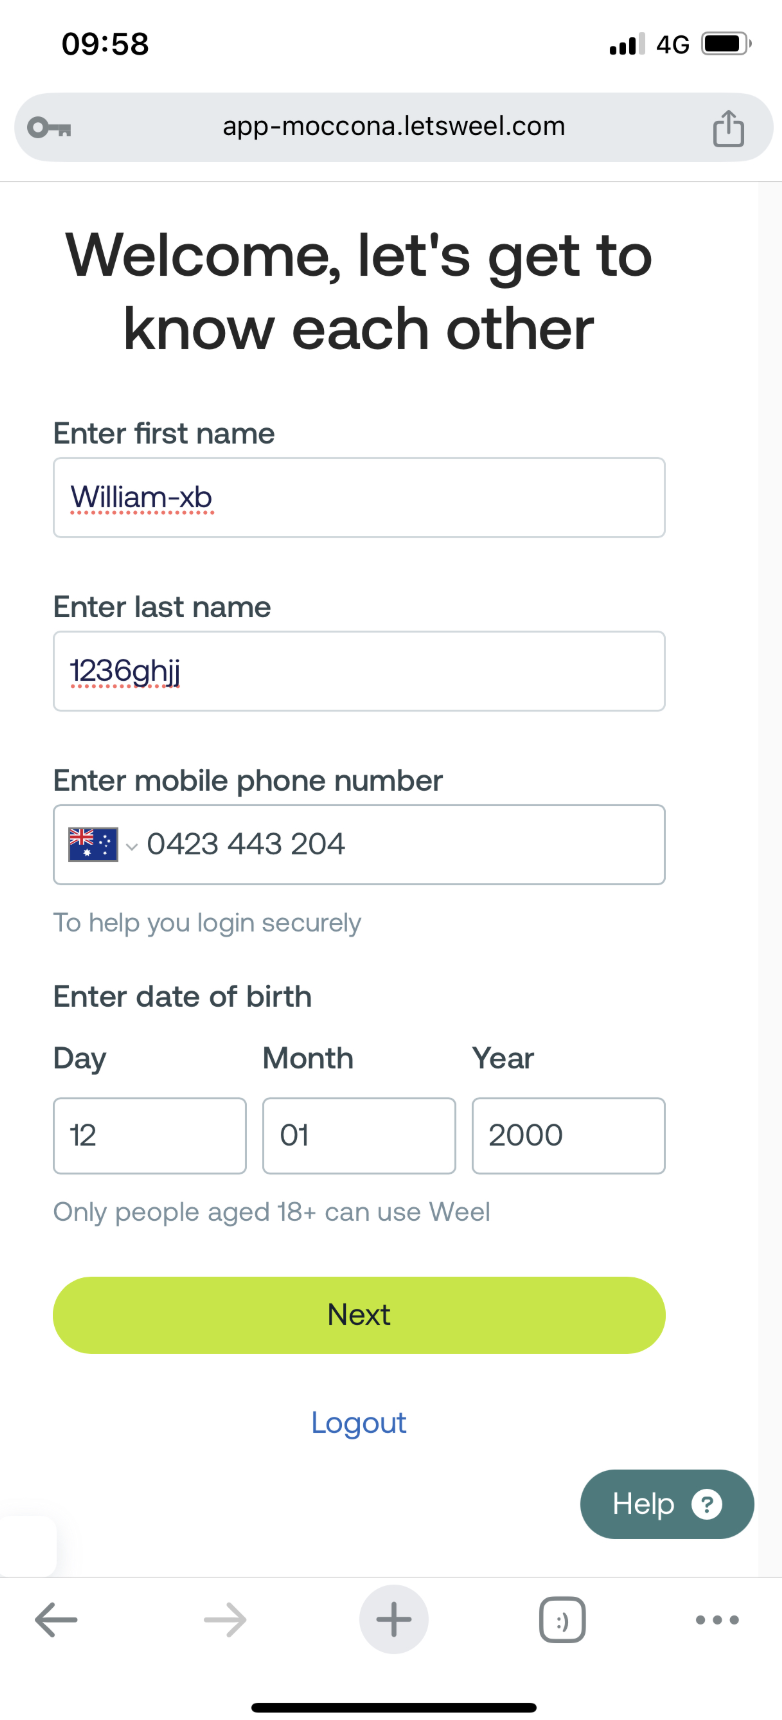 09:58
4G
app-moccona.letsweel.com
Welcome, let's get to
know each other
Enter first name
William-xb
Enter last name
1236ghjj
Enter mobile phone number
0423 443 204
To help you login securely
Enter date of birth
Day Month Year
12 01 2000
Only people aged 18+ can use Weel
Next
Logout
Help ?
:)